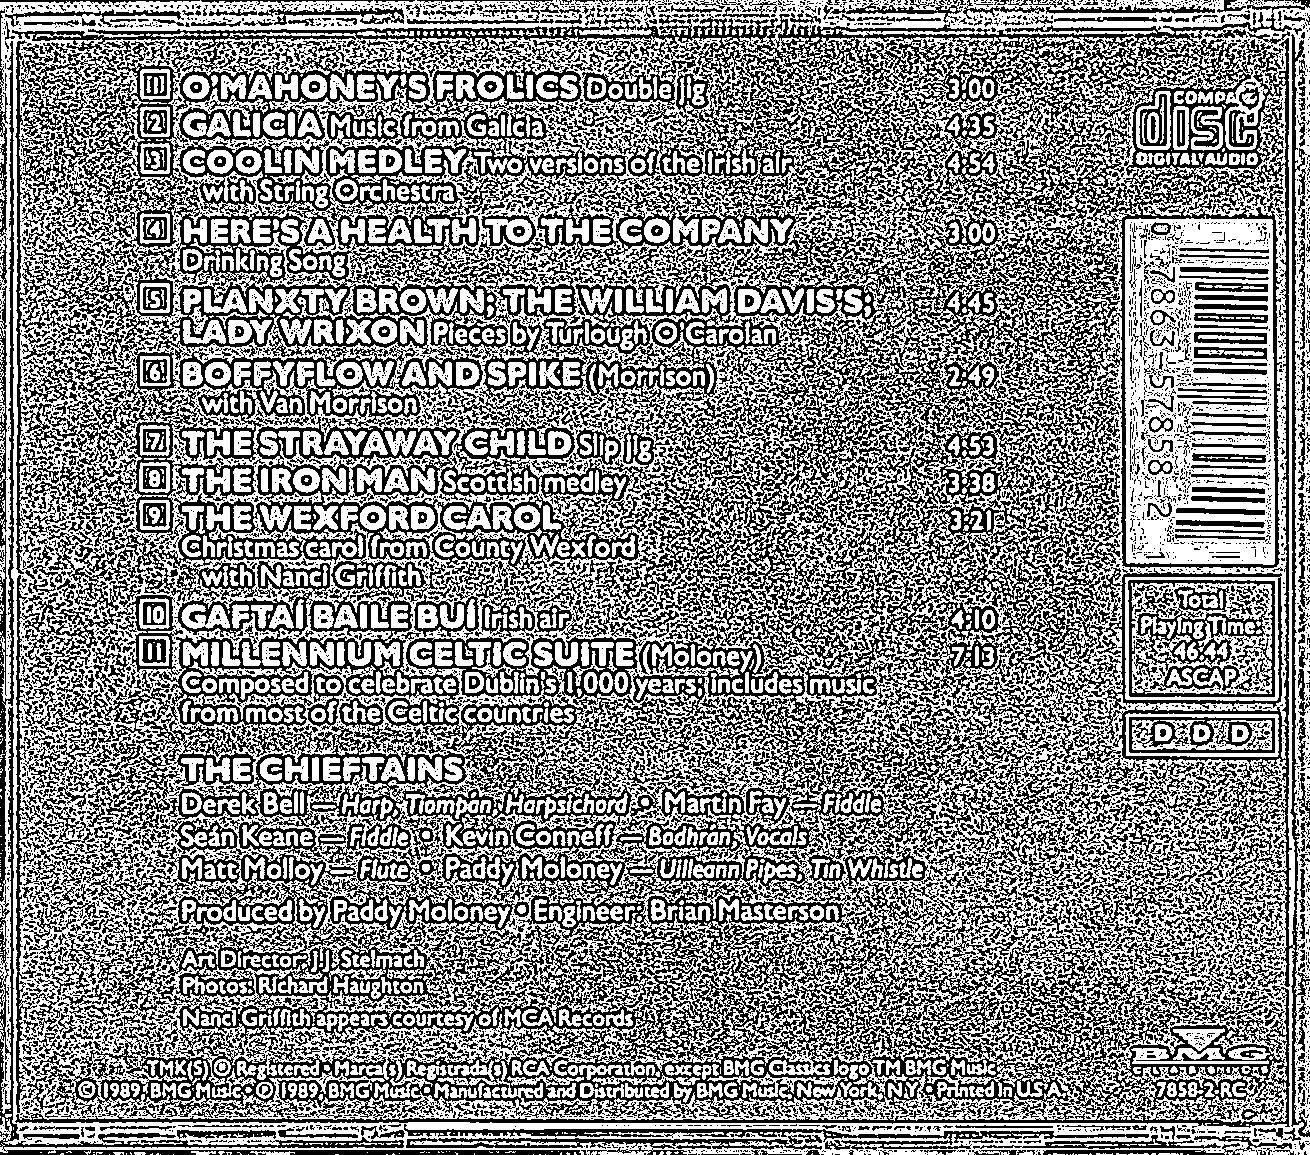 1 O'MAHONEY'S FROLICS Double Jig 3:00
2 GALICIA Music from Galicia 4:35
3 COOLIN MEDLEY Two versions of the Irish air 4:54
with String Orchestra
4 HERE'S A HEALTH TO THE COMPANY 3:00
Drinking Song
5 PLANXTY BROWN; THE WILLIAM DAVIS'S; 4:45
LADY WRIXON Pieces by Turlough O'Carolan
6 BOFFYFLOW AND SPIKE (Morrison) 2:49
with Van Morrison
7 THE STRAYAWAY CHILD Slip jig 4:53
8 THE IRON MAN Scottish medley 3:38
9 THE WEXFORD CAROL 3:21
Christmas carol from County Wexford
with Nanci Griffith
10 GAFTAÍ BAILE BUÍ Irish air 4:10
11 MILLENNIUM CELTIC SUITE (Moloney) 7:13
Composed to celebrate Dublin's 1,000 years; includes music
from most of the Celtic countries
THE CHIEFTAINS
Derek Bell — Harp, Tiompán, Harpsichord • Martin Fay — Fiddle
Seán Keane — Fiddle • Kevin Conneff — Bodhrán, Vocals
Matt Molloy — Flute • Paddy Moloney — Uilleann Pipes, Tin Whistle
Produced by Paddy Moloney • Engineer: Brian Masterson
Art Director: J.J. Stelmach
Photos: Richard Haughton
Nanci Griffith appears courtesy of MCA Records
TMK(S) ® Registered • Marca(s) Registrada(s) RCA Corporation, except BMG Classics logo TM BMG Music
© 1989, BMG Music • ℗ 1989, BMG Music • Manufactured and Distributed by BMG Music, New York, N.Y. • Printed in U.S.A.
COMPACT
disc
DIGITAL AUDIO
0 7863-57858-2 1
Total
Playing Time:
46:44
ASCAP
D D D
BMG
CLASSICS
7858-2-RC